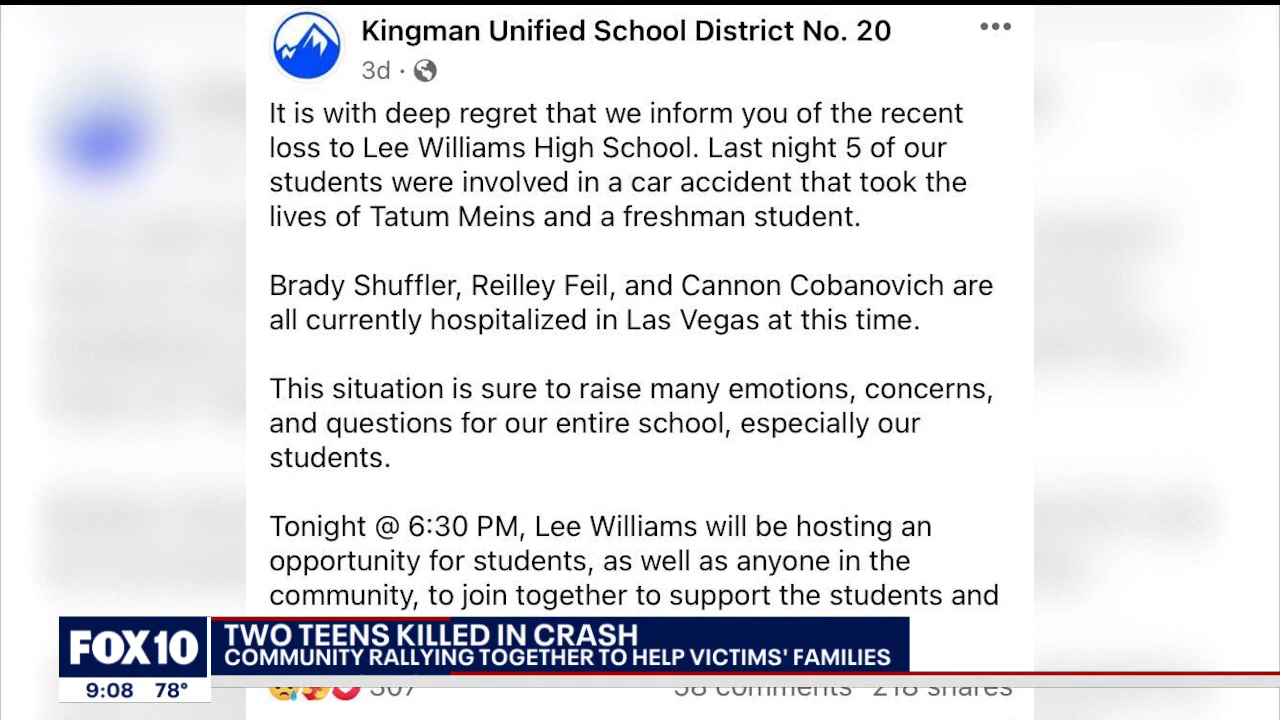 Kingman Unified School District No. 20
3d ·
It is with deep regret that we inform you of the recent
loss to Lee Williams High School. Last night 5 of our
students were involved in a car accident that took the
lives of Tatum Meins and a freshman student.
Brady Shuffler, Reilley Feil, and Cannon Cobanovich are
all currently hospitalized in Las Vegas at this time.
This situation is sure to raise many emotions, concerns,
and questions for our entire school, especially our
students.
Tonight @ 6:30 PM, Lee Williams will be hosting an
opportunity for students, as well as anyone in the
community, to join together to support the students and
FOX10
TWO TEENS KILLED IN CRASH
COMMUNITY RALLYING TOGETHER TO HELP VICTIMS' FAMILIES
9:08 78°
comments shares